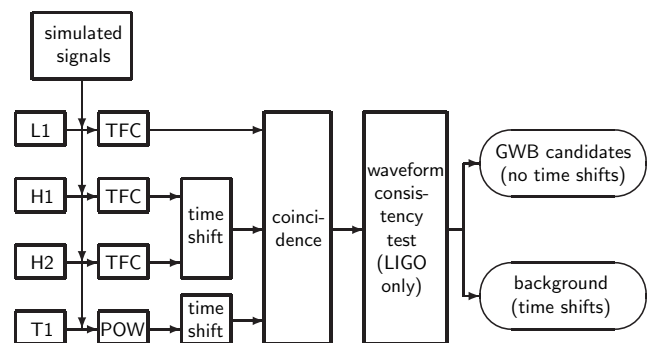 simulated
signals
L1
TFC
H1
TFC
H2
TFC
T1
POW
time
shift
time
shift
coinci-
dence
waveform
consis-
tency
test
(LIGO
only)
GWB candidates
(no time shifts)
background
(time shifts)